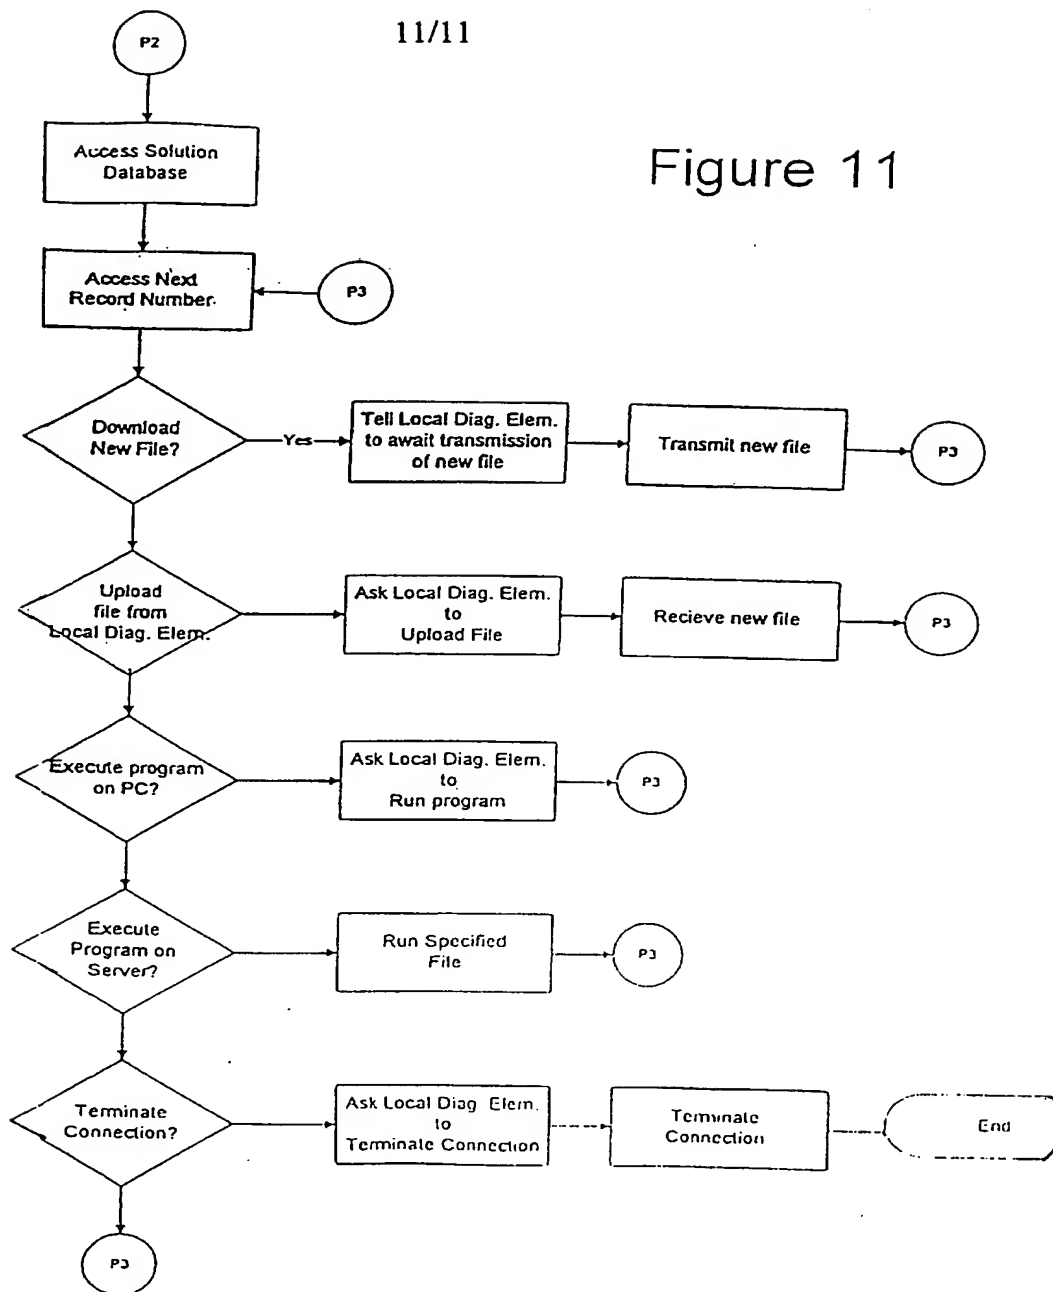 11/11
P2
Figure 11
Access Solution
Database
Access Next
Record Number.
P3
Download
New File?
Yes
Tell Local Diag. Elem.
to await transmission
of new file
Transmit new file
P3
Upload
file from
Local Diag. Elem.
Ask Local Diag. Elem.
to
Upload File
Recieve new file
P3
Execute program
on PC?
Ask Local Diag. Elem.
to
Run program
P3
Execute
Program on
Server?
Run Specified
File
P3
Terminate
Connection?
Ask Local Diag Elem.
to
Terminate Connection
Terminate
Connection
End
P3